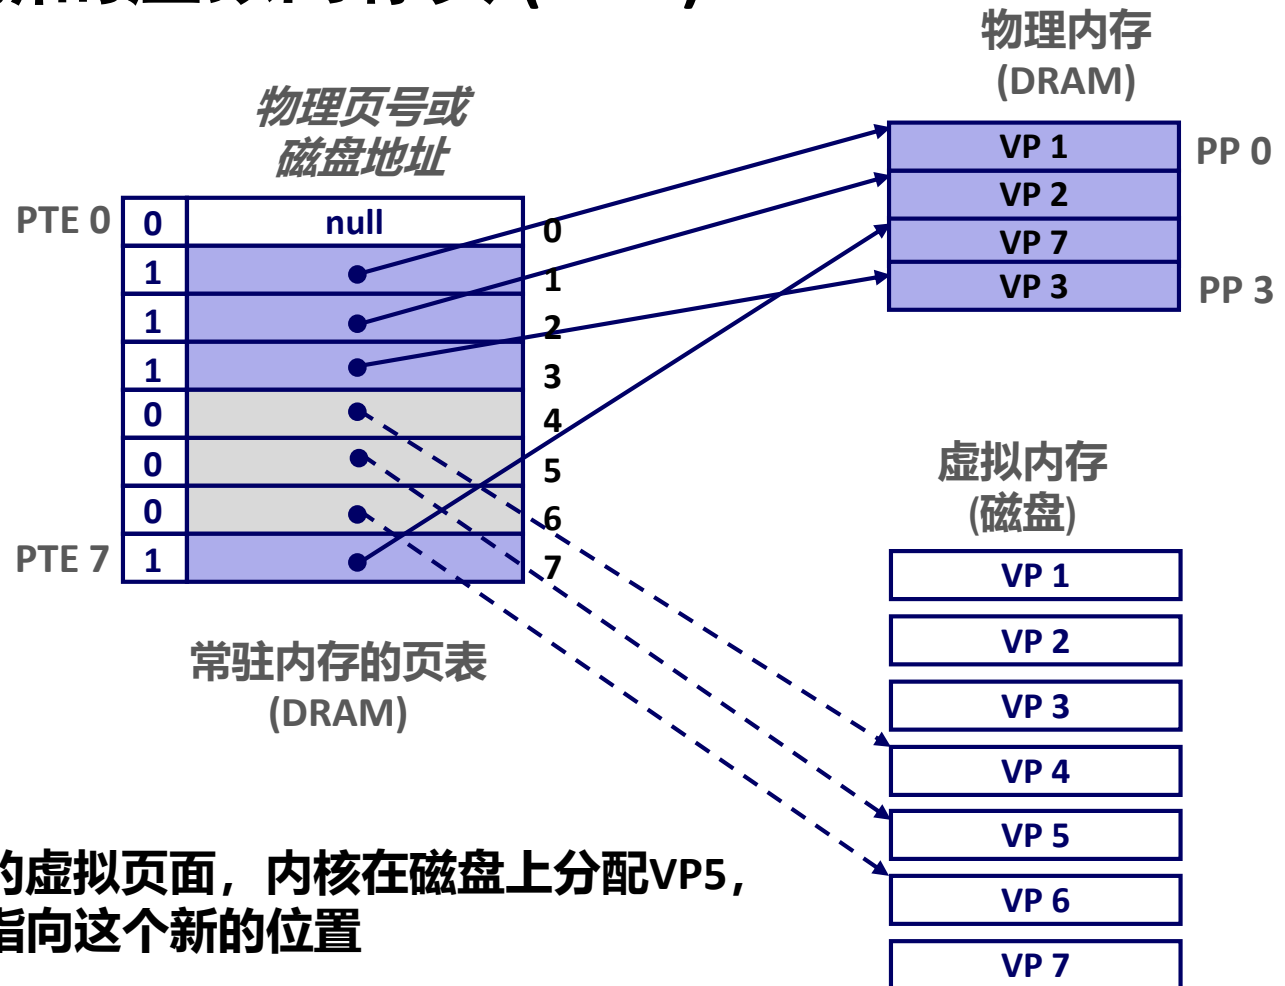 物理内存
(DRAM)
物理页号或
磁盘地址
PTE 0
0
null
0
1
1
1
2
1
3
0
4
0
5
0
6
PTE 7
1
7
常驻内存的页表
(DRAM)
VP 1
PP 0
VP 2
VP 7
VP 3
PP 3
虚拟内存
(磁盘)
VP 1
VP 2
VP 3
VP 4
VP 5
VP 6
VP 7
的虚拟页面，内核在磁盘上分配VP5，
指向这个新的位置